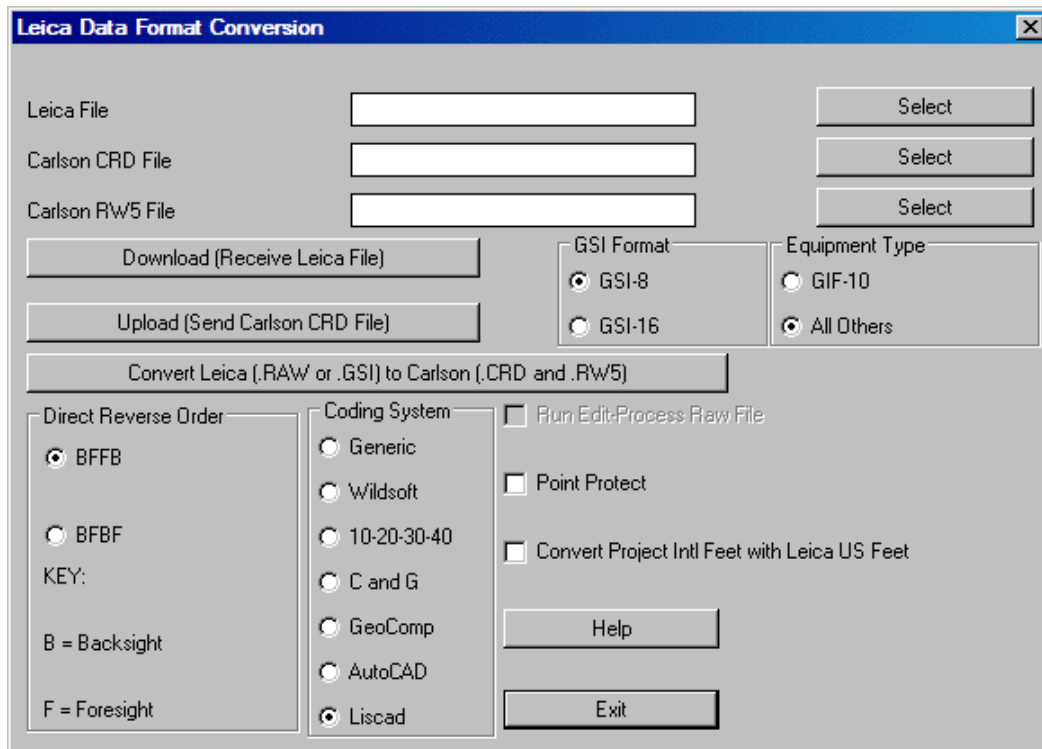 Leica Data Format Conversion
Leica File
Select
Carlson CRD File
Select
Carlson RW5 File
Select
Download (Receive Leica File)
Upload (Send Carlson CRD File)
GSI Format
GSI-8
GSI-16
Equipment Type
GIF-10
All Others
Convert Leica (.RAW or .GSI) to Carlson (.CRD and .RW5)
Direct Reverse Order
BFFB
BFBF
KEY:
B = Backsight
F = Foresight
Coding System
Generic
Wildsoft
10-20-30-40
C and G
GeoComp
AutoCAD
Liscad
Run Edit-Process Raw File
Point Protect
Convert Project Intl Feet with Leica US Feet
Help
Exit